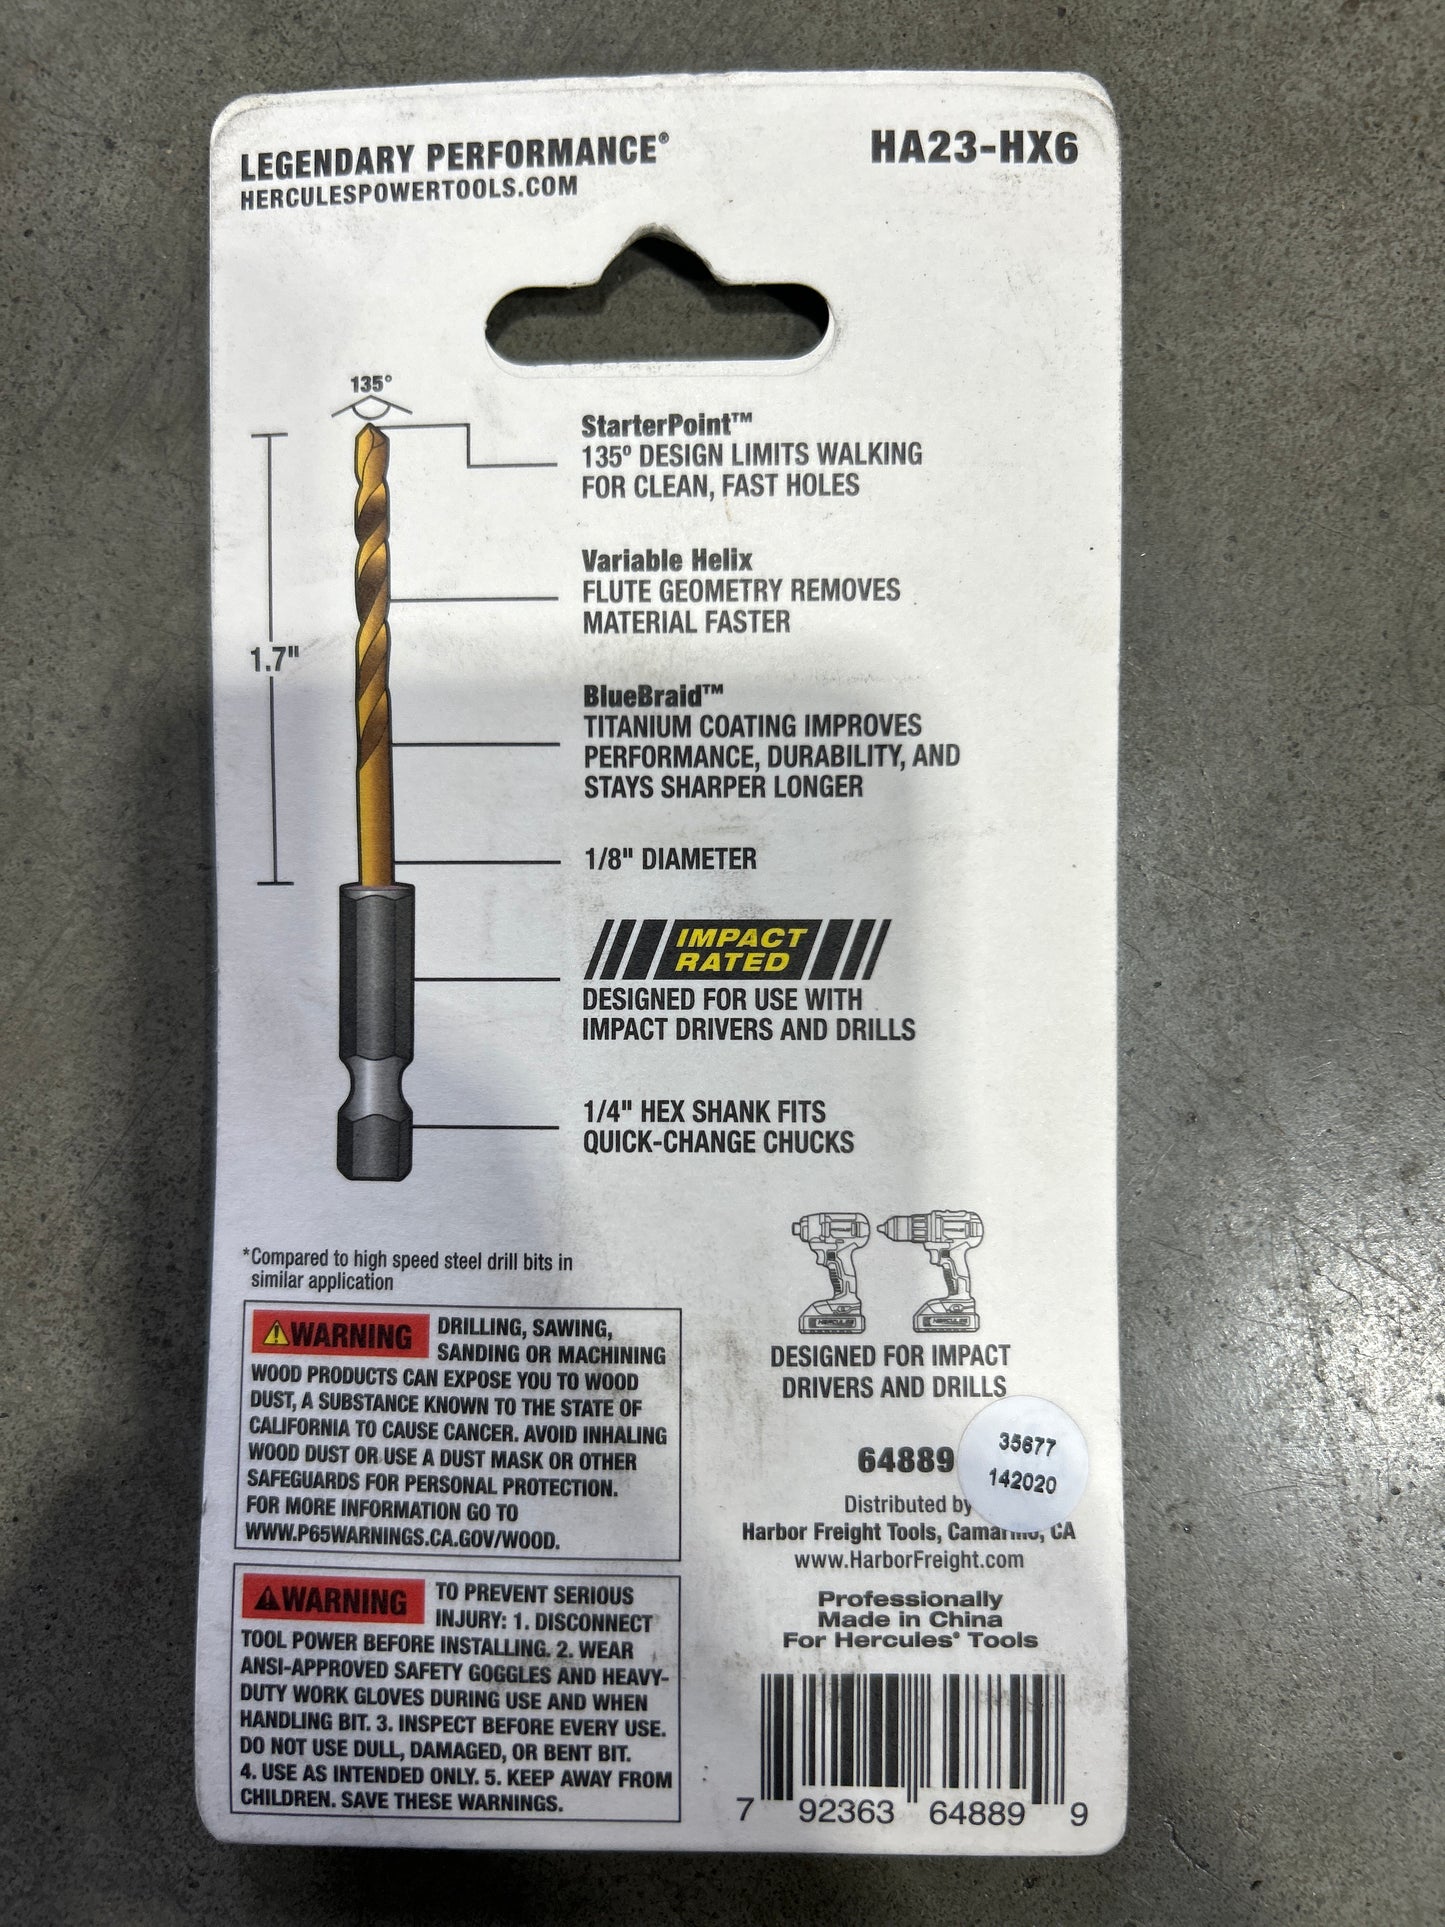 LEGENDARY PERFORMANCE®
HERCULESPOWERTOOLS.COM
HA23-HX6
135°
1.7"
StarterPoint™
135º DESIGN LIMITS WALKING
FOR CLEAN, FAST HOLES
Variable Helix
FLUTE GEOMETRY REMOVES
MATERIAL FASTER
BlueBraid™
TITANIUM COATING IMPROVES
PERFORMANCE, DURABILITY, AND
STAYS SHARPER LONGER
1/8" DIAMETER
IMPACT
RATED
DESIGNED FOR USE WITH
IMPACT DRIVERS AND DRILLS
1/4" HEX SHANK FITS
QUICK-CHANGE CHUCKS
*Compared to high speed steel drill bits in
similar application
WARNING DRILLING, SAWING,
SANDING OR MACHINING
WOOD PRODUCTS CAN EXPOSE YOU TO WOOD
DUST, A SUBSTANCE KNOWN TO THE STATE OF
CALIFORNIA TO CAUSE CANCER. AVOID INHALING
WOOD DUST OR USE A DUST MASK OR OTHER
SAFEGUARDS FOR PERSONAL PROTECTION.
FOR MORE INFORMATION GO TO
WWW.P65WARNINGS.CA.GOV/WOOD.
WARNING TO PREVENT SERIOUS
INJURY: 1. DISCONNECT
TOOL POWER BEFORE INSTALLING. 2. WEAR
ANSI-APPROVED SAFETY GOGGLES AND HEAVY-
DUTY WORK GLOVES DURING USE AND WHEN
HANDLING BIT. 3. INSPECT BEFORE EVERY USE.
DO NOT USE DULL, DAMAGED, OR BENT BIT.
4. USE AS INTENDED ONLY. 5. KEEP AWAY FROM
CHILDREN. SAVE THESE WARNINGS.
HERCULES HERCULES
DESIGNED FOR IMPACT
DRIVERS AND DRILLS
64889
35677
142020
Distributed by
Harbor Freight Tools, Camarillo, CA
www.HarborFreight.com
Professionally
Made in China
For Hercules® Tools
7 92363 64889 9